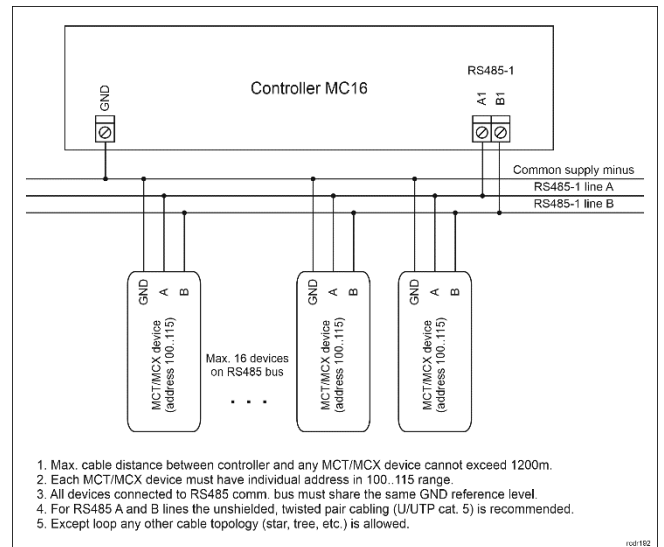 Controller MC16
RS485-1
GND
A1
B1
Common supply minus
RS485-1 line A
RS485-1 line B
GND
A
B
MCT/MCX device
(address 100..115)
Max. 16 devices
on RS485 bus
. . .
GND
A
B
MCT/MCX device
(address 100..115)
GND
A
B
MCT/MCX device
(address 100..115)
1. Max. cable distance between controller and any MCT/MCX device cannot exceed 1200m.
2. Each MCT/MCX device must have individual address in 100..115 range.
3. All devices connected to RS485 comm. bus must share the same GND reference level.
4. For RS485 A and B lines the unshielded, twisted pair cabling (U/UTP cat. 5) is recommended.
5. Except loop any other cable topology (star, tree, etc.) is allowed.
rcdr192